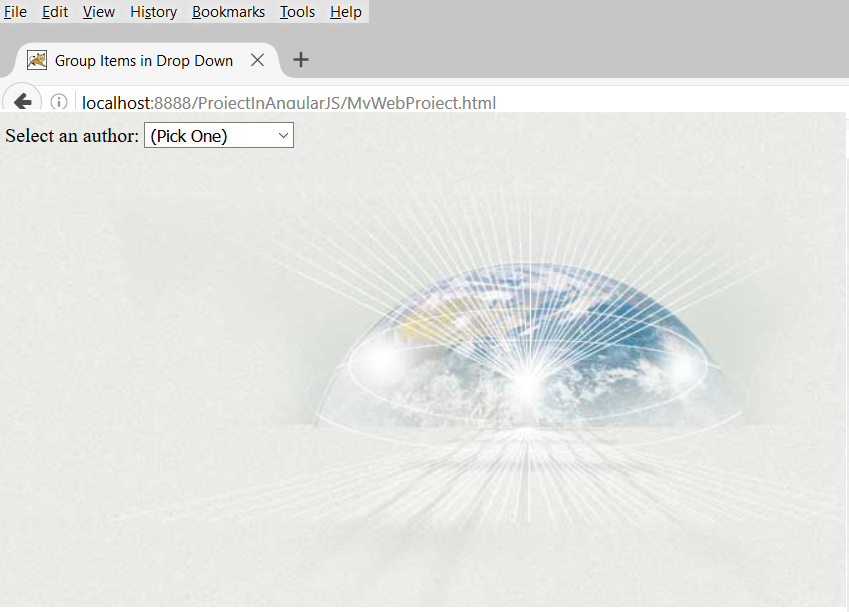 File Edit View History Bookmarks Tools Help
Group Items in Drop Down
localhost:8888/ProjectInAngularJS/MyWebProject.html
Select an author: (Pick One)